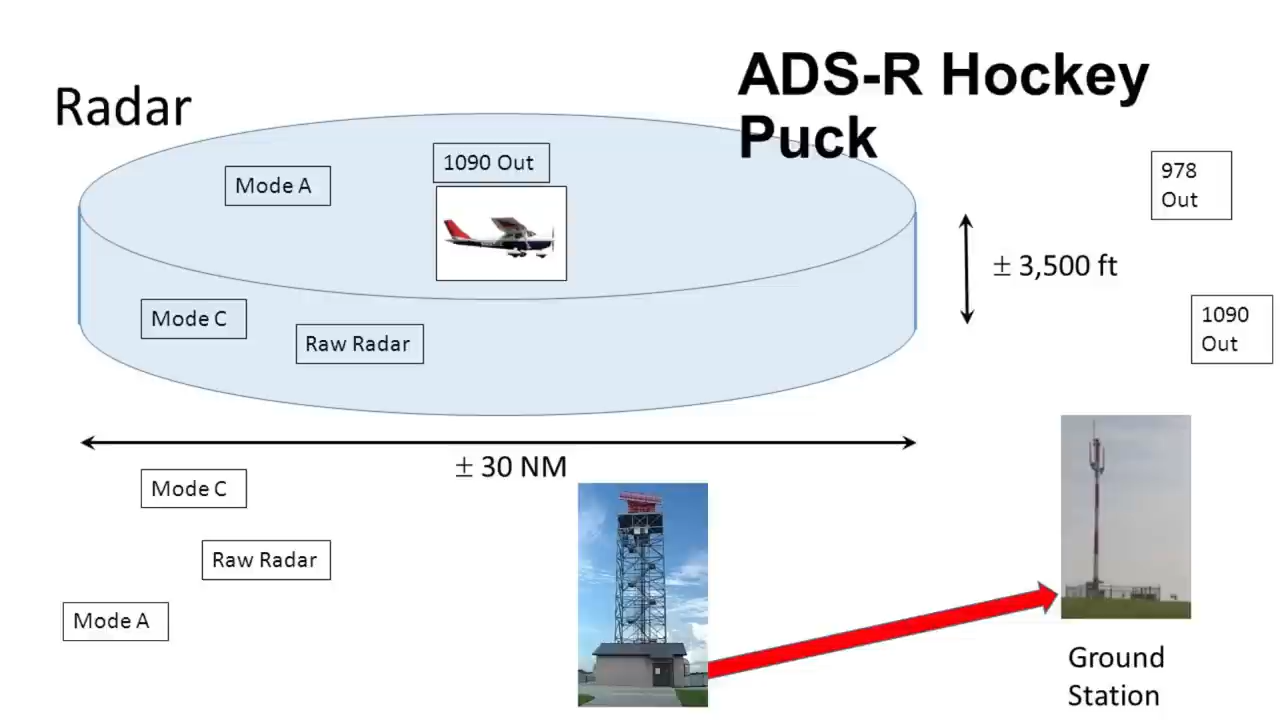 Radar
ADS-R Hockey
Puck
Mode A
1090 Out
978
Out
± 3,500 ft
Mode C
Raw Radar
1090
Out
± 30 NM
Mode C
Raw Radar
Mode A
Ground
Station